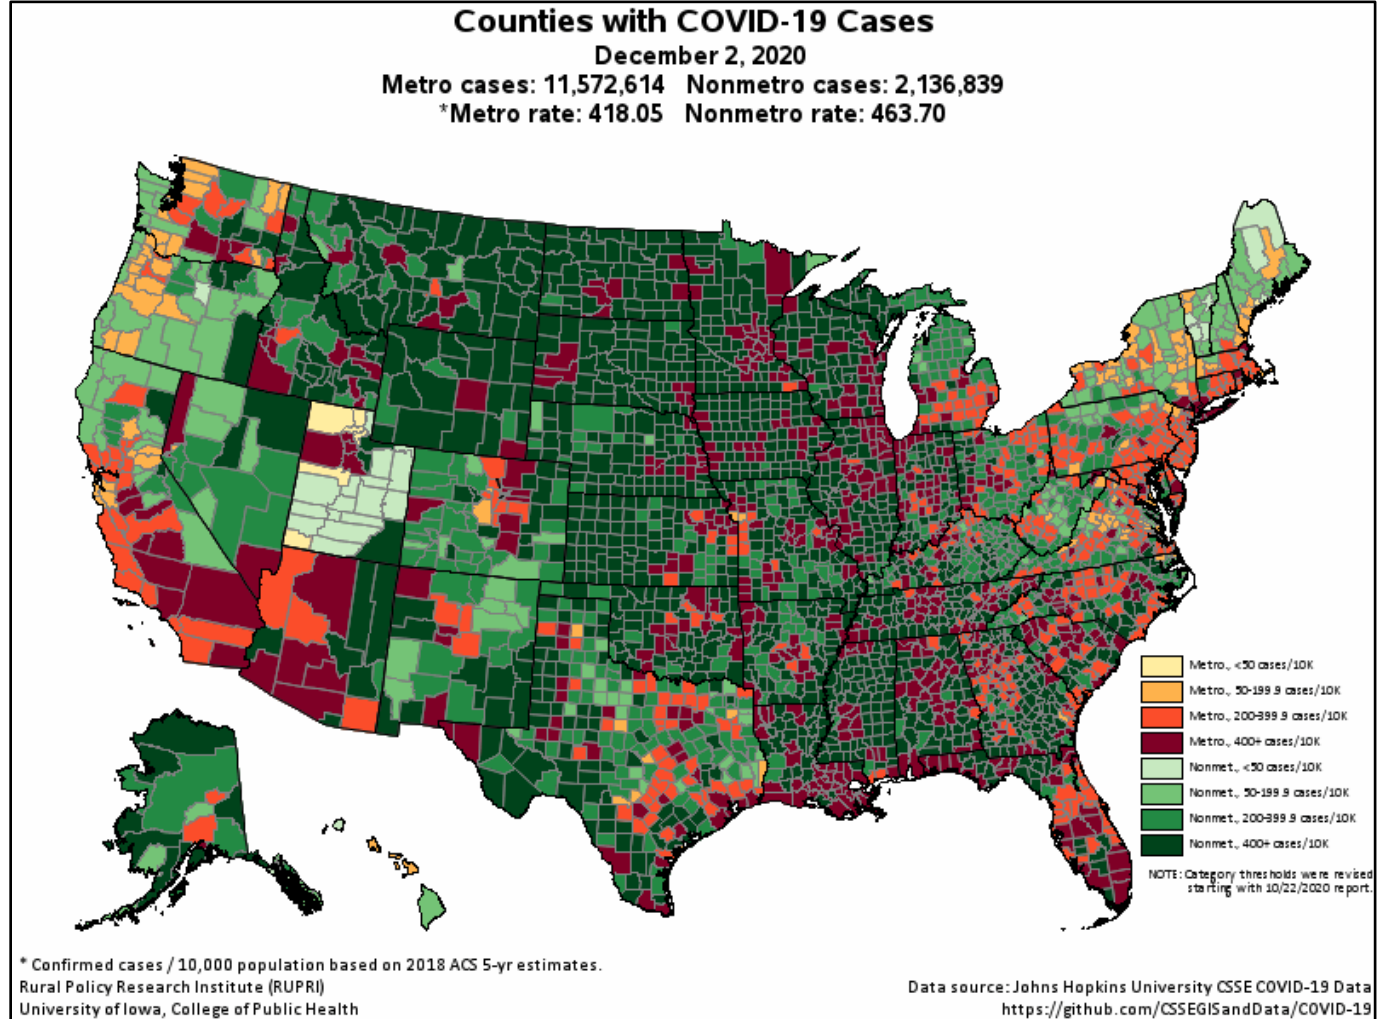 Counties with COVID-19 Cases
December 2, 2020
Metro cases: 11,572,614 Nonmetro cases: 2,136,839
*Metro rate: 418.05 Nonmetro rate: 463.70
Metro., <50 cases/10K
Metro., 50-199.9 cases/10K
Metro., 200-399.9 cases/10K
Metro., 400+ cases/10K
Nonmet., <50 cases/10K
Nonmet., 50-199.9 cases/10K
Nonmet., 200-399.9 cases/10K
Nonmet., 400+ cases/10K
NOTE: Category thresholds were revised
starting with 10/22/2020 report.
* Confirmed cases / 10,000 population based on 2018 ACS 5-yr estimates.
Rural Policy Research Institute (RUPRI)
University of Iowa, College of Public Health
Data source: Johns Hopkins University CSSE COVID-19 Data
https://github.com/CSSEGISandData/COVID-19